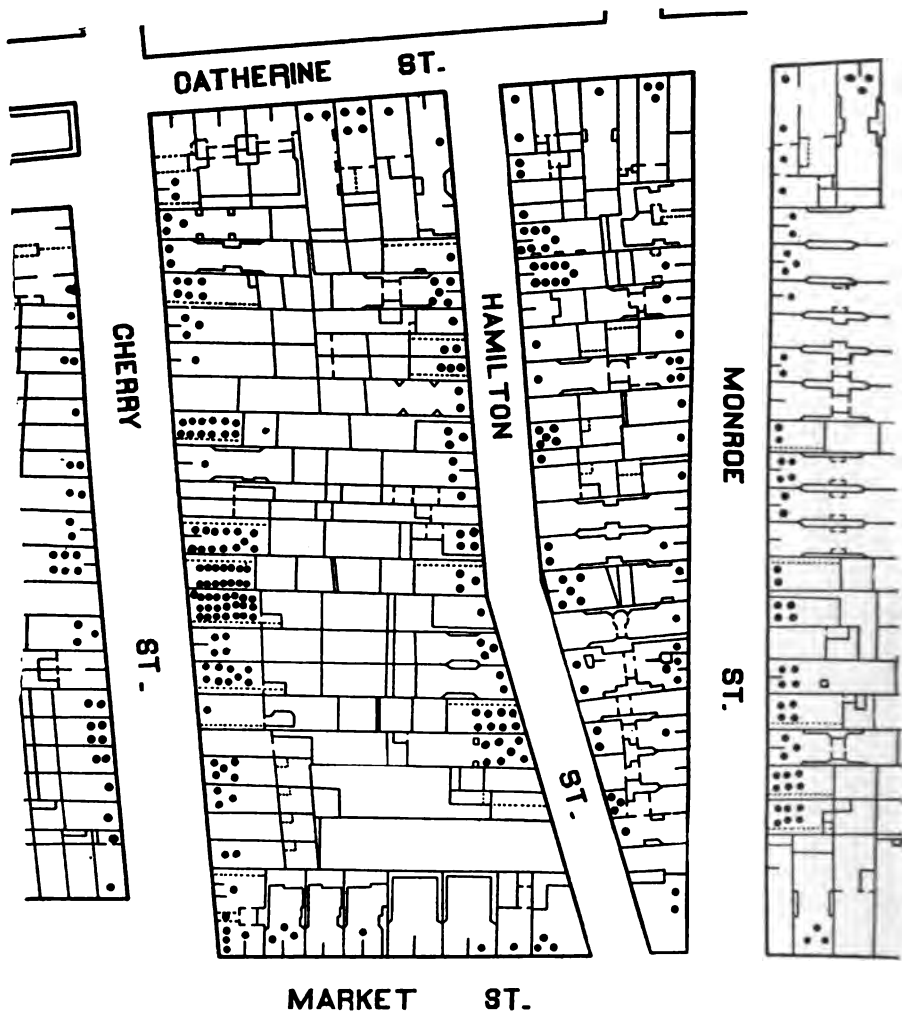 CATHERINE ST.
CHERRY ST.
HAMILTON ST.
MONROE ST.
MARKET ST.